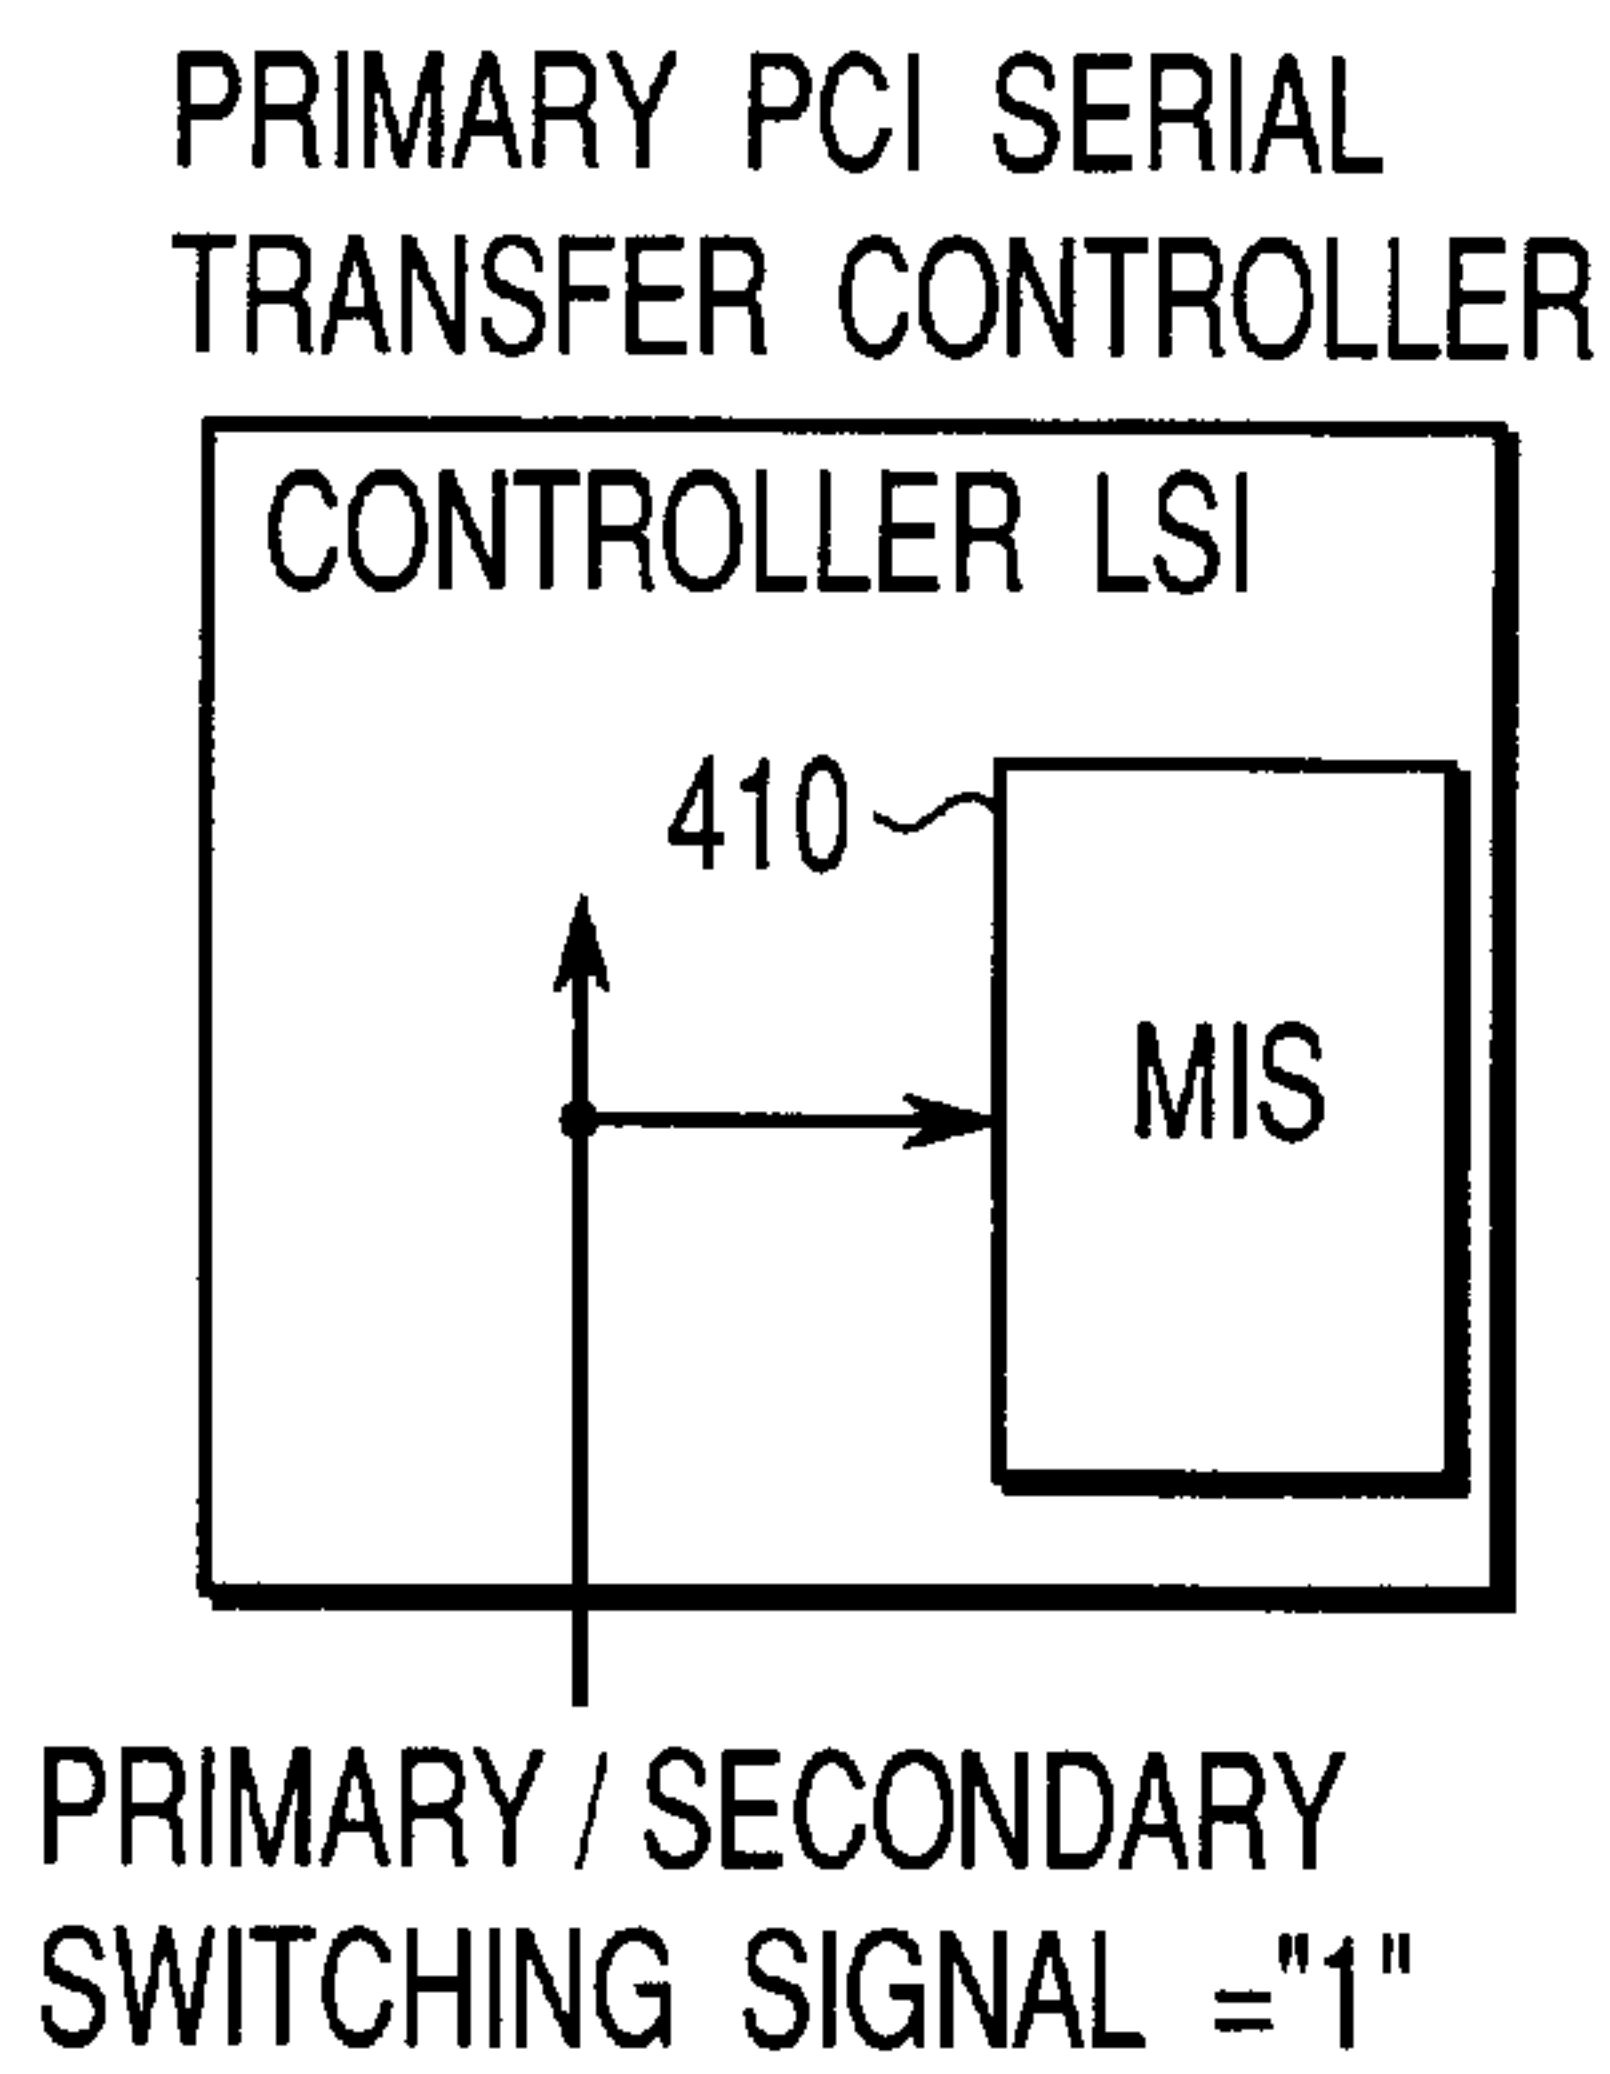 PRIMARY PCI SERIAL
TRANSFER CONTROLLER
CONTROLLER LSI
410
MIS
PRIMARY / SECONDARY
SWITCHING SIGNAL ="1"